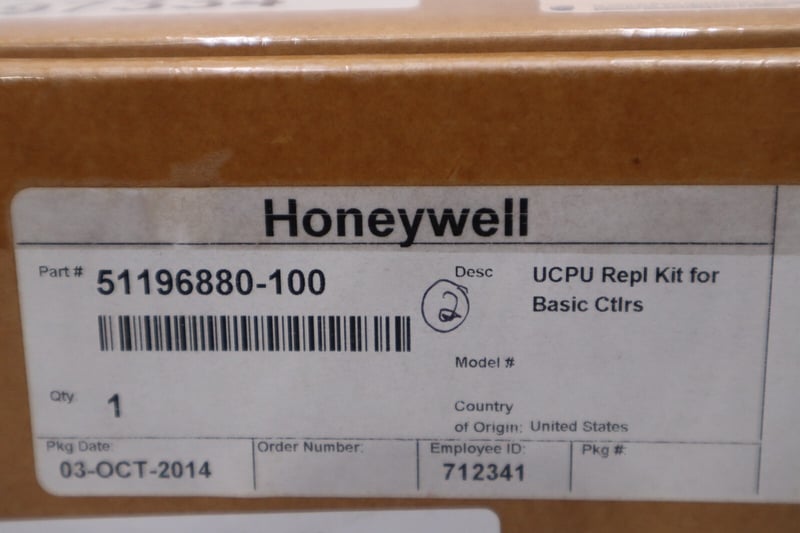 Honeywell
Part # 51196880-100
Desc UCPU Repl Kit for
Basic Ctlrs
2
Model #
Qty 1
Country
of Origin: United States
Pkg Date: Order Number: Employee ID: Pkg #:
03-OCT-2014 712341